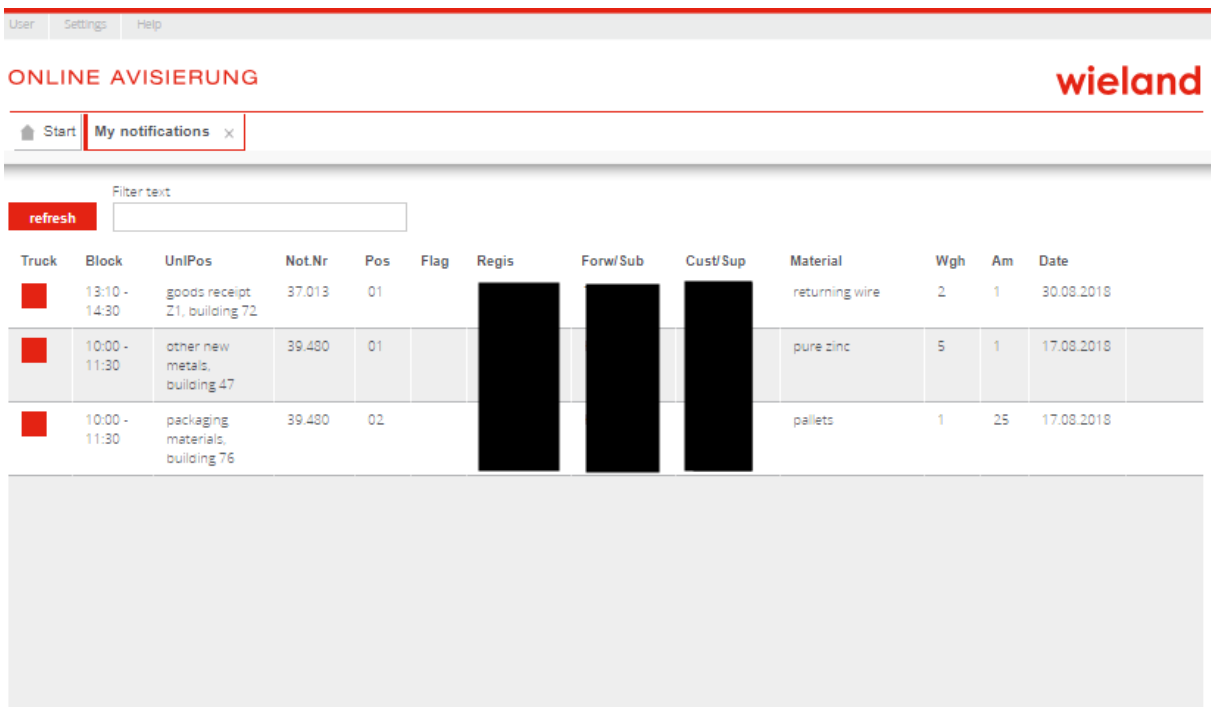 User Settings Help
ONLINE AVISIERUNG wieland
Start My notifications ×
Filter text
refresh
Truck Block UnlPos Not.Nr Pos Flag Regis Forw/Sub Cust/Sup Material Wgh Am Date
13:10 - goods receipt 37.013 01 returning wire 2 1 30.08.2018
14:30 Z1, building 72
10:00 - other new 39.480 01 pure zinc 5 1 17.08.2018
11:30 metals,
building 47
10:00 - packaging 39.480 02 pallets 1 25 17.08.2018
11:30 materials,
building 76